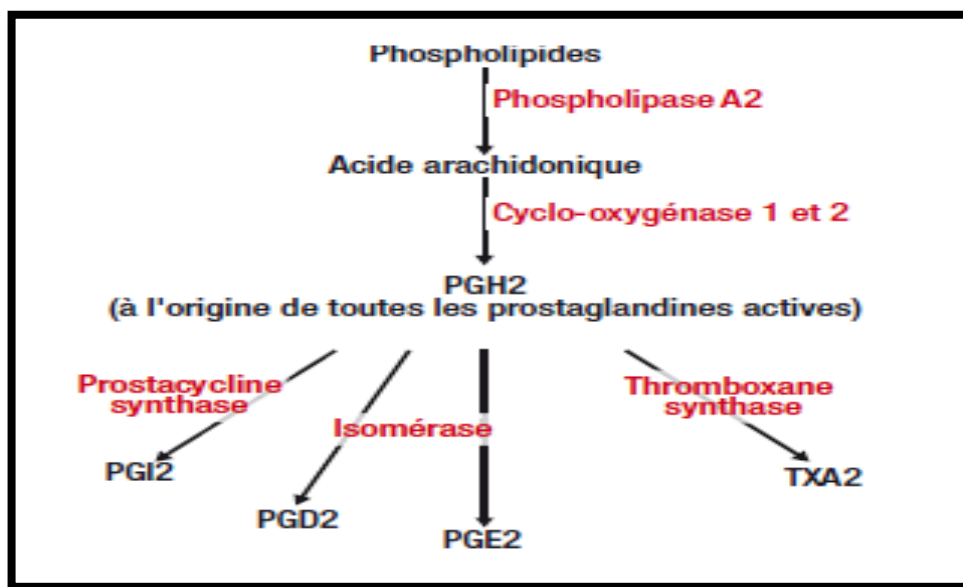 Phospholipides
Phospholipase A2
Acide arachidonique
Cyclo-oxygénase 1 et 2
PGH2
(à l'origine de toutes les prostaglandines actives)
Prostacycline
synthase
Isomérase
Thromboxane
synthase
PGI2
PGD2
PGE2
TXA2